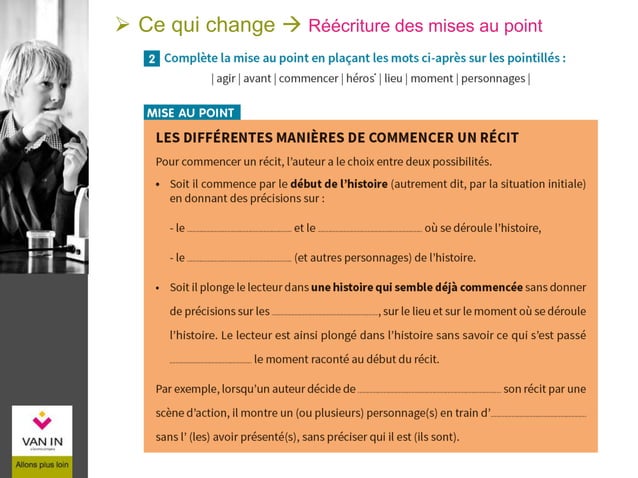 ➢ Ce qui change → Réécriture des mises au point
2 Complète la mise au point en plaçant les mots ci-après sur les pointillés :
| agir | avant | commencer | héros* | lieu | moment | personnages |
MISE AU POINT
LES DIFFÉRENTES MANIÈRES DE COMMENCER UN RÉCIT
Pour commencer un récit, l’auteur a le choix entre deux possibilités.
• Soit il commence par le début de l’histoire (autrement dit, par la situation initiale)
en donnant des précisions sur :
- le ........................ et le ........................ où se déroule l’histoire,
- le ........................ (et autres personnages) de l’histoire.
• Soit il plonge le lecteur dans une histoire qui semble déjà commencée sans donner
de précisions sur les ........................, sur le lieu et sur le moment où se déroule
l’histoire. Le lecteur est ainsi plongé dans l’histoire sans savoir ce qui s’est passé
........................ le moment raconté au début du récit.
Par exemple, lorsqu’un auteur décide de ........................ son récit par une
scène d’action, il montre un (ou plusieurs) personnage(s) en train d’........................
sans l’ (les) avoir présenté(s), sans préciser qui il est (ils sont).
VAN IN
Allons plus loin